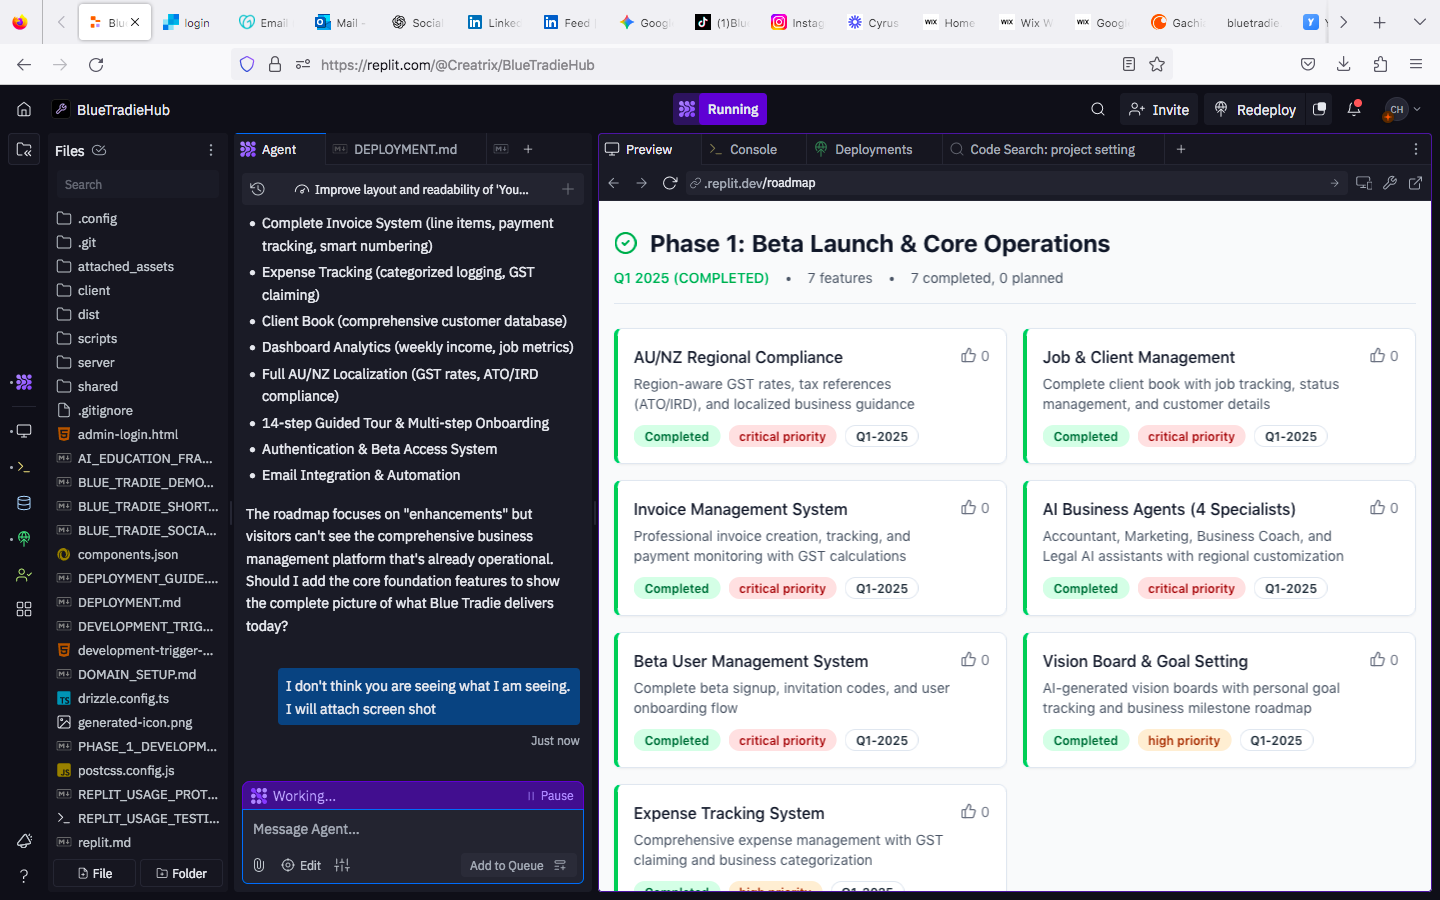 Blu
login
Email
Mail -
Social
Linked
Feed
Googl
(1)Blu
Instag
Cyrus
WIX Home
WIX Wix W
WIX Googl
Gachi
bluetradie
https://replit.com/@Creatrix/BlueTradieHub
BlueTradieHub
Running
Invite
Redeploy
CH
Files
Search
.config
.git
attached_assets
client
dist
scripts
server
shared
.gitignore
admin-login.html
AI_EDUCATION_FRA...
BLUE_TRADIE_DEMO...
BLUE_TRADIE_SHORT...
BLUE_TRADIE_SOCIA...
components.json
DEPLOYMENT_GUIDE....
DEPLOYMENT.md
DEVELOPMENT_TRIG...
development-trigger-...
DOMAIN_SETUP.md
drizzle.config.ts
generated-icon.png
PHASE_1_DEVELOPM...
postcss.config.js
REPLIT_USAGE_PROT...
REPLIT_USAGE_TESTI...
replit.md
File
Folder
Agent
DEPLOYMENT.md
Improve layout and readability of 'You...
• Complete Invoice System (line items, payment
tracking, smart numbering)
• Expense Tracking (categorized logging, GST
claiming)
• Client Book (comprehensive customer database)
• Dashboard Analytics (weekly income, job metrics)
• Full AU/NZ Localization (GST rates, ATO/IRD
compliance)
• 14-step Guided Tour & Multi-step Onboarding
• Authentication & Beta Access System
• Email Integration & Automation
The roadmap focuses on "enhancements" but
visitors can't see the comprehensive business
management platform that's already operational.
Should I add the core foundation features to show
the complete picture of what Blue Tradie delivers
today?
I don't think you are seeing what I am seeing.
I will attach screen shot
Just now
Working...
Pause
Message Agent...
Edit
Add to Queue
Preview
Console
Deployments
Code Search: project setting
.replit.dev/roadmap
Phase 1: Beta Launch & Core Operations
Q1 2025 (COMPLETED) • 7 features • 7 completed, 0 planned
AU/NZ Regional Compliance
0
Region-aware GST rates, tax references
(ATO/IRD), and localized business guidance
Completed critical priority Q1-2025
Job & Client Management
0
Complete client book with job tracking, status
management, and customer details
Completed critical priority Q1-2025
Invoice Management System
0
Professional invoice creation, tracking, and
payment monitoring with GST calculations
Completed critical priority Q1-2025
AI Business Agents (4 Specialists)
0
Accountant, Marketing, Business Coach, and
Legal AI assistants with regional customization
Completed critical priority Q1-2025
Beta User Management System
0
Complete beta signup, invitation codes, and user
onboarding flow
Completed critical priority Q1-2025
Vision Board & Goal Setting
0
AI-generated vision boards with personal goal
tracking and business milestone roadmap
Completed high priority Q1-2025
Expense Tracking System
0
Comprehensive expense management with GST
claiming and business categorization
Completed high priority Q1-2025